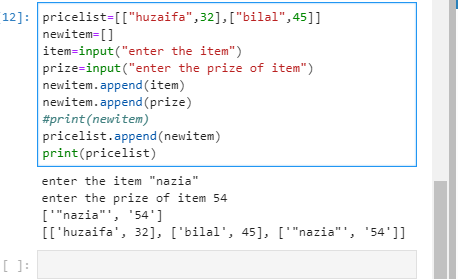 [12]: pricelist=[["huzaifa",32],["bilal",45]]
newitem=[]
item=input("enter the item")
prize=input("enter the prize of item")
newitem.append(item)
newitem.append(prize)
#print(newitem)
pricelist.append(newitem)
print(pricelist)
enter the item "nazia"
enter the prize of item 54
['"nazia"', '54']
[['huzaifa', 32], ['bilal', 45], ['"nazia"', '54']]
[ ]: